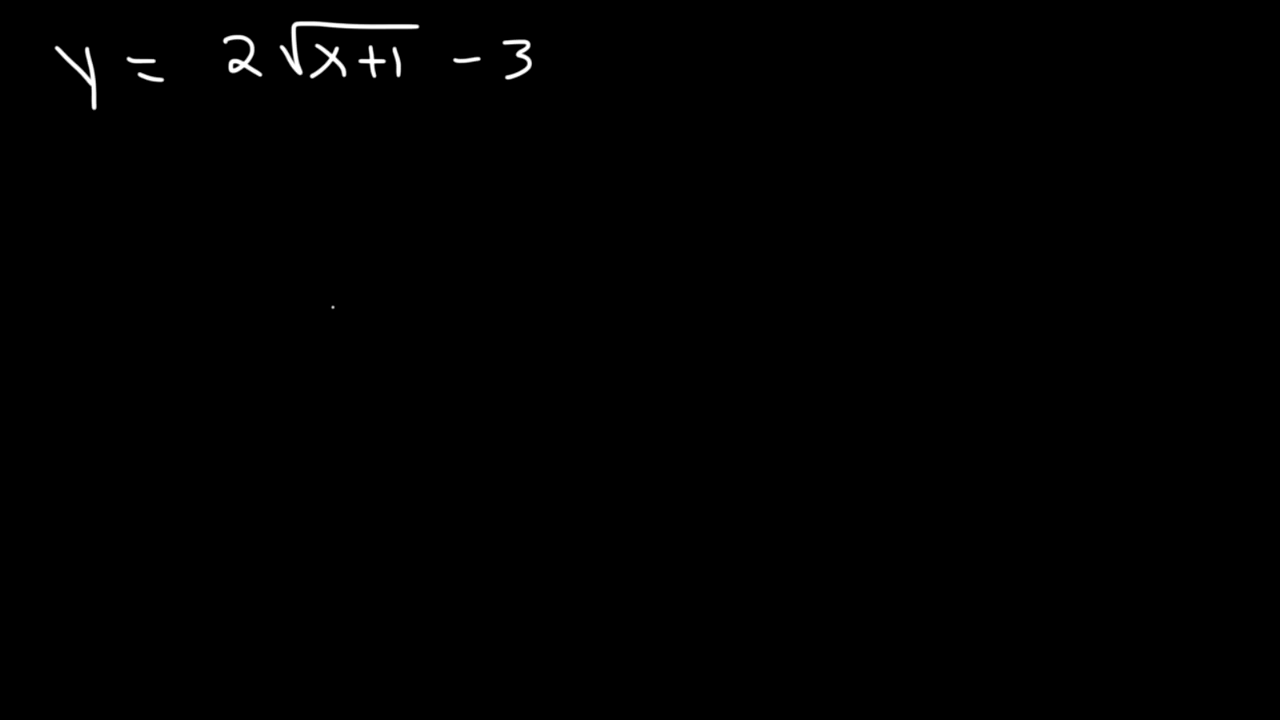 y = 2√(x+1) - 3